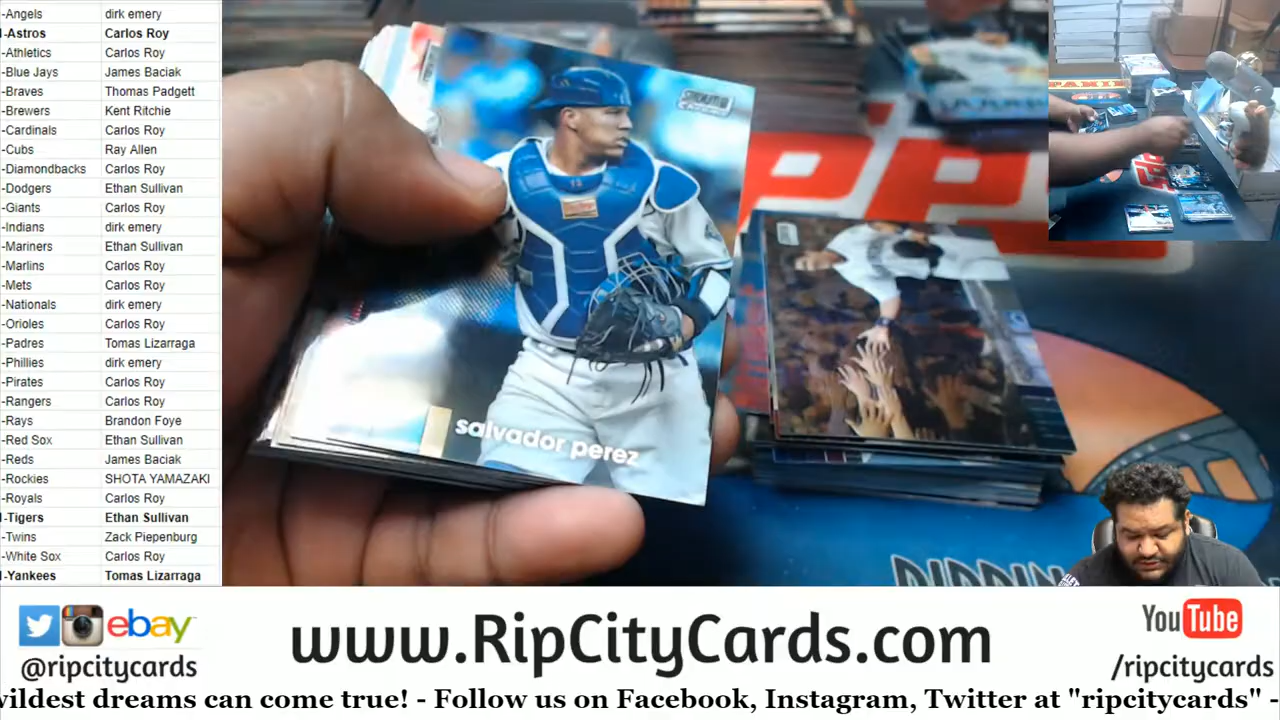 -Angels dirk emery
-Astros Carlos Roy
-Athletics Carlos Roy
-Blue Jays James Baciak
-Braves Thomas Padgett
-Brewers Kent Ritchie
-Cardinals Carlos Roy
-Cubs Ray Allen
-Diamondbacks Carlos Roy
-Dodgers Ethan Sullivan
-Giants Carlos Roy
-Indians dirk emery
-Mariners Ethan Sullivan
-Marlins Carlos Roy
-Mets Carlos Roy
-Nationals dirk emery
-Orioles Carlos Roy
-Padres Tomas Lizarraga
-Phillies dirk emery
-Pirates Carlos Roy
-Rangers Carlos Roy
-Rays Brandon Foye
-Red Sox Ethan Sullivan
-Reds James Baciak
-Rockies SHOTA YAMAZAKI
-Royals Carlos Roy
-Tigers Ethan Sullivan
-Twins Zack Piepenburg
-White Sox Carlos Roy
-Yankees Tomas Lizarraga
salvador perez
PANINI
ebay
@ripcitycards
www.RipCityCards.com
YouTube
/ripcitycards
wildest dreams can come true! - Follow us on Facebook, Instagram, Twitter at "ripcitycards" -